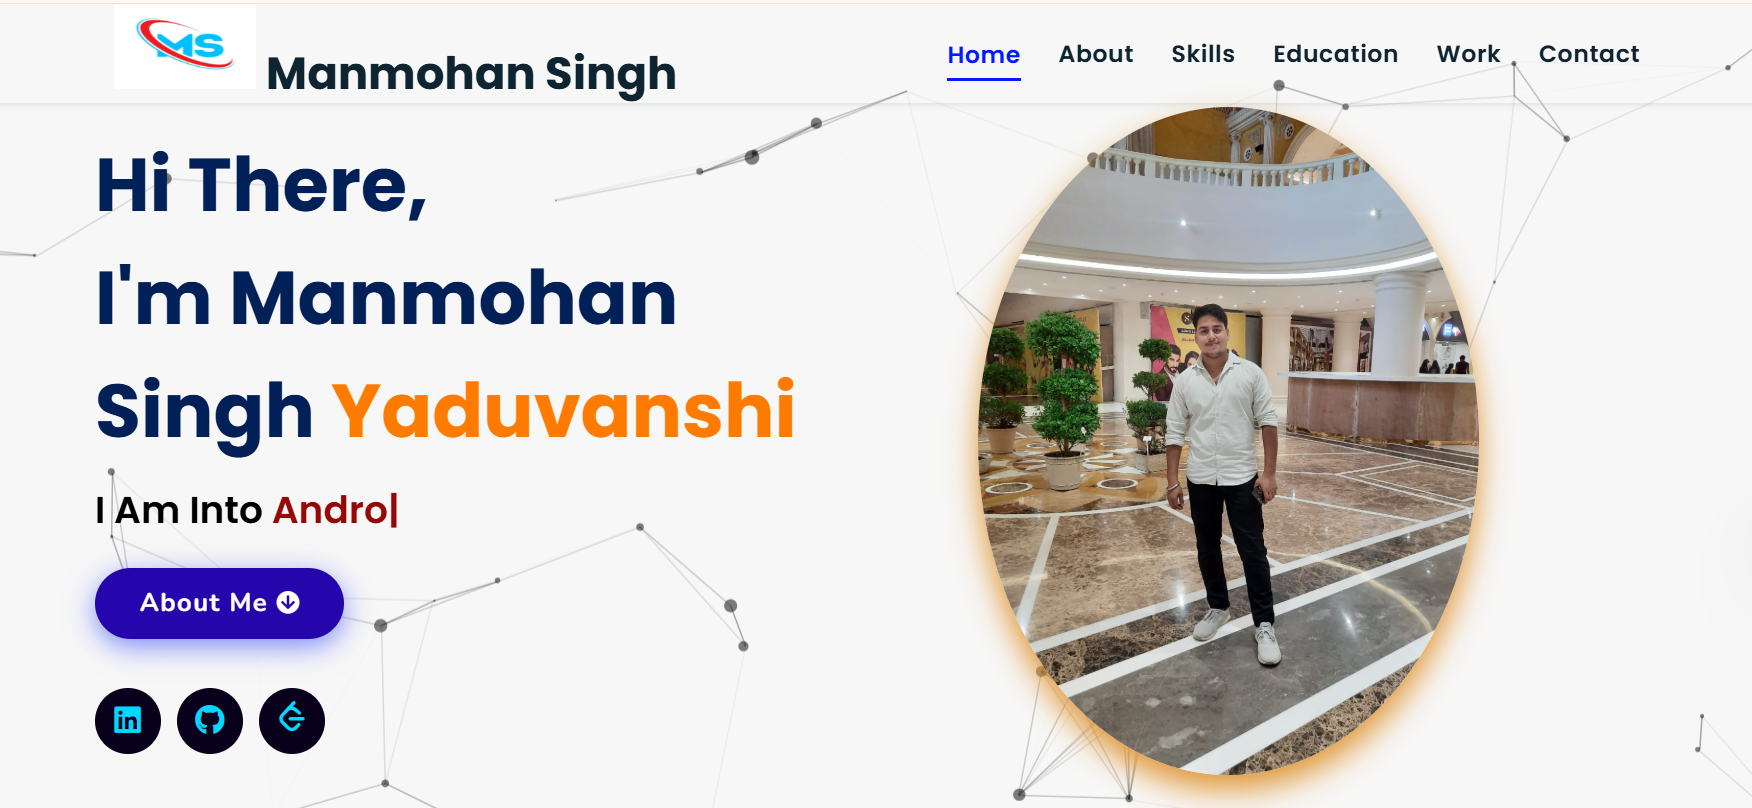 MS
Manmohan Singh
Home About Skills Education Work Contact
Hi There,
I'm Manmohan
Singh Yaduvanshi
I Am Into Andro|
About Me
in